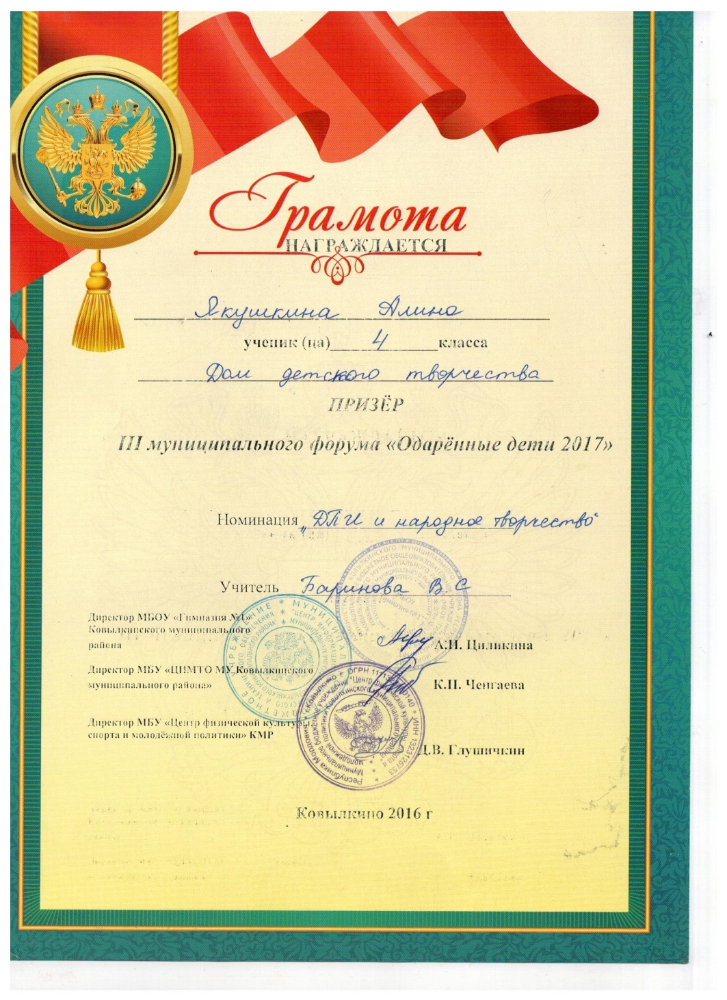 Грамота
НАГРАЖДАЕТСЯ
Якушкина Алина
ученик (ца) 4 класса
Дом детского творчества
ПРИЗЁР
III муниципального форума «Одарённые дети 2017»
Номинация „ДПИ и народное творчество“
Учитель Баринова В.С
Директор МБОУ «Гимназия №1»
Ковылкинского муниципального
района
А.И. Циликина
Директор МБУ «ЦИМТО МУ Ковылкинского
муниципального района»
К.П. Ченгаева
Директор МБУ «Центр физической культуры,
спорта и молодёжной политики» КМР
Д.В. Глушичкин
Ковылкино 2016 г